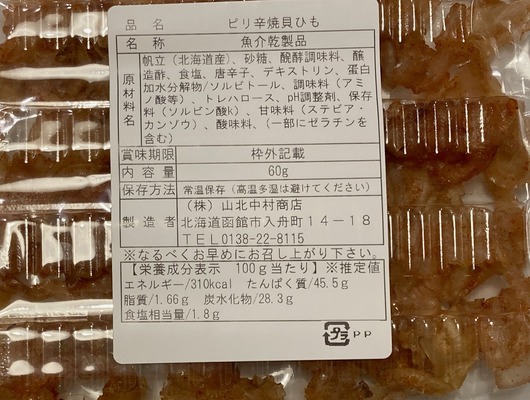 品 名 ピリ辛焼貝ひも
名 称 魚介乾製品
原材料名 帆立（北海道産）、砂糖、醗酵調味料、醸
造酢、食塩、唐辛子、デキストリン、蛋白
加水分解物/ソルビトール、調味料（アミ
ノ酸等）、トレハロース、pH調整剤、保存
料（ソルビン酸k）、甘味料（ステビア・
カンゾウ）、酸味料、（一部にゼラチンを
含む）
賞味期限 枠外記載
内 容 量 60g
保存方法 常温保存（高温多湿は避けてください）
製 造 者 （株）山北中村商店
北海道函館市入舟町１４－１８
ＴＥＬ0138-22-8115
※なるべくお早めにお召し上がり下さい。
【栄養成分表示 100ｇ当たり】※推定値
エネルギー/310kcal たんぱく質/45.5g
脂質/1.66g 炭水化物/28.3g
食塩相当量/1.8g
プラ ＰＰ